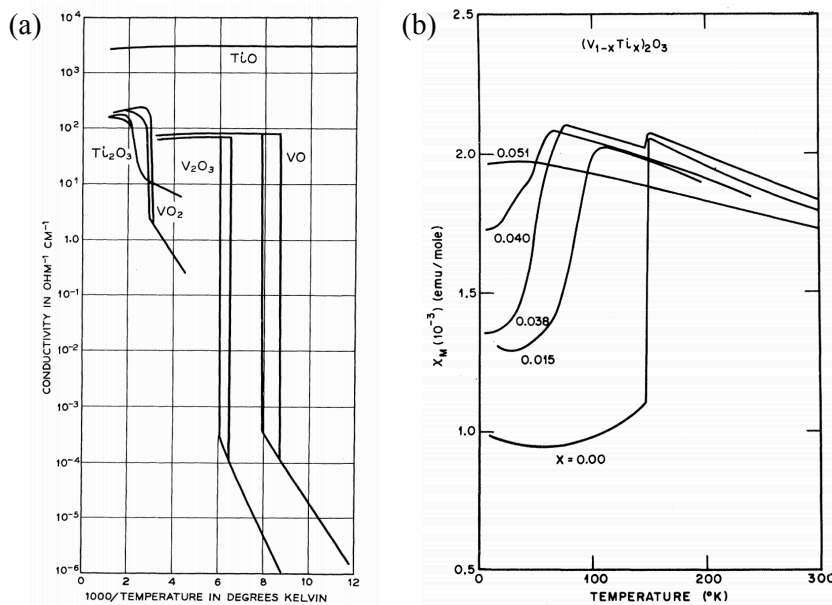 (a)
10⁴
10³
10²
10¹
1.0
10⁻¹
10⁻²
10⁻³
10⁻⁴
10⁻⁵
10⁻⁶
CONDUCTIVITY IN OHM⁻¹ CM⁻¹
TiO
Ti₂O₃
VO₂
V₂O₃
VO
0 2 4 6 8 10 12
1000/TEMPERATURE IN DEGREES KELVIN
(b)
(V₁₋ₓTiₓ)₂O₃
2.5
2.0
1.5
1.0
0.5
χM (10⁻³) (emu/mole)
0.051
0.040
0.038
0.015
X = 0.00
0 100 200 300
TEMPERATURE (°K)